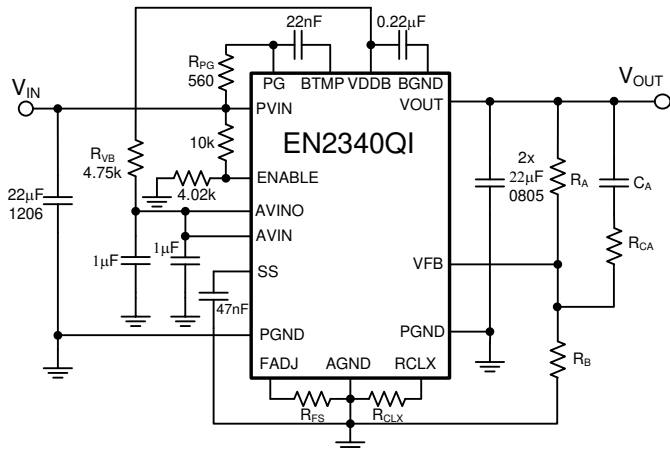 22nF
0.22µF
R_PG
560
PG
BTMP
VDDB
BGND
V_IN
V_OUT
PVIN
VOUT
EN2340QI
10k
R_VB
4.75k
ENABLE
4.02k
22µF
1206
2x
22µF
0805
R_A
C_A
AVINO
AVIN
R_CA
1µF
1µF
SS
VFB
47nF
PGND
PGND
R_B
FADJ
AGND
RCLX
R_FS
R_CLX